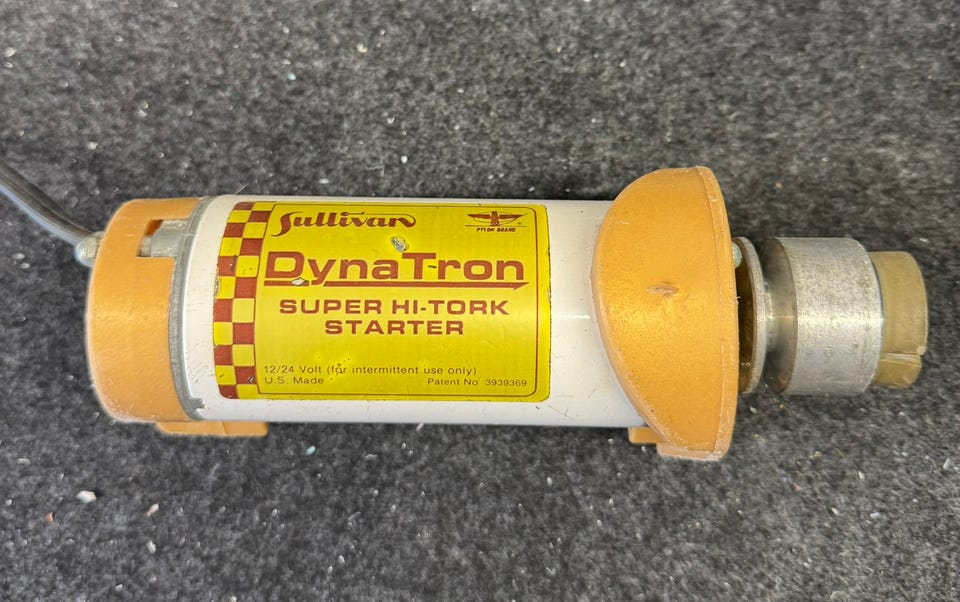 Sullivan
PYLON BRAND
DynaTron
SUPER HI-TORK
STARTER
12/24 Volt (for intermittent use only)
U.S. Made Patent No 3939369